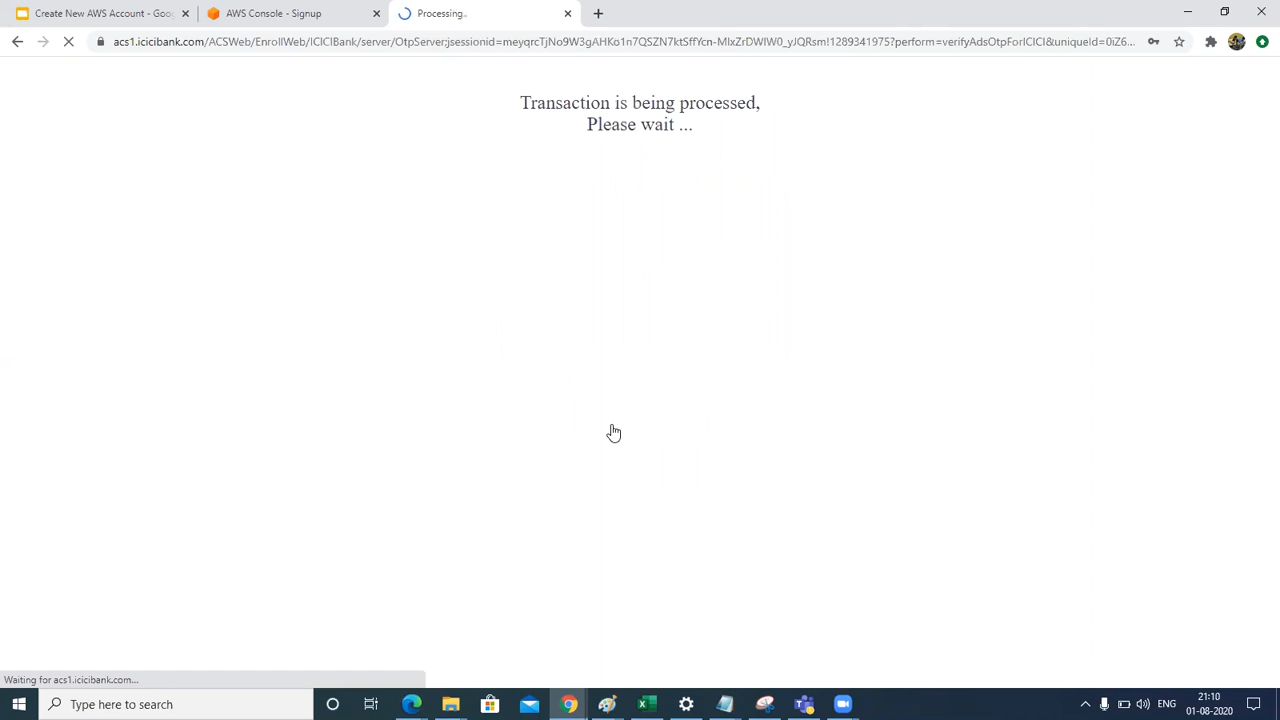 Create New AWS Account - Goo
AWS Console - Signup
Processing..
acs1.icicibank.com/ACSWeb/EnrollWeb/ICICIBank/server/OtpServer;jsessionid=meyqrcTjNo9W3gAHKo1n7QSZN7ktSffYcn-MlxZrDWIW0_yJQRsm!1289341975?perform=verifyAdsOtpForICICI&uniqueId=0iZ6...
Transaction is being processed,
Please wait ...
Waiting for acs1.icicibank.com...
Type here to search
ENG
21:10
01-08-2020